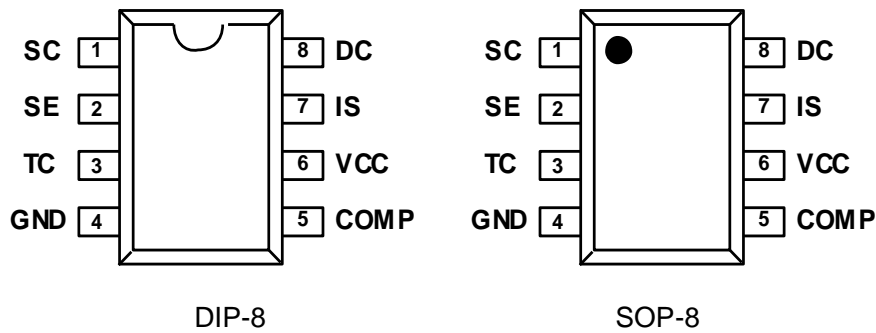 SC 1 8 DC
SE 2 7 IS
TC 3 6 VCC
GND 4 5 COMP
DIP-8
SC 1 8 DC
SE 2 7 IS
TC 3 6 VCC
GND 4 5 COMP
SOP-8